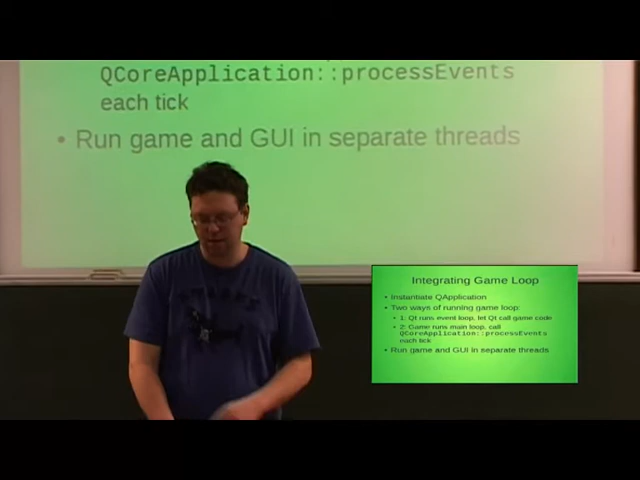 QCoreApplication::processEvents
each tick
• Run game and GUI in separate threads
Integrating Game Loop
• Instantiate QApplication
• Two ways of running game loop:
• 1: Qt runs event loop, let Qt call game code
• 2: Game runs main loop, call
QCoreApplication::processEvents
each tick
• Run game and GUI in separate threads